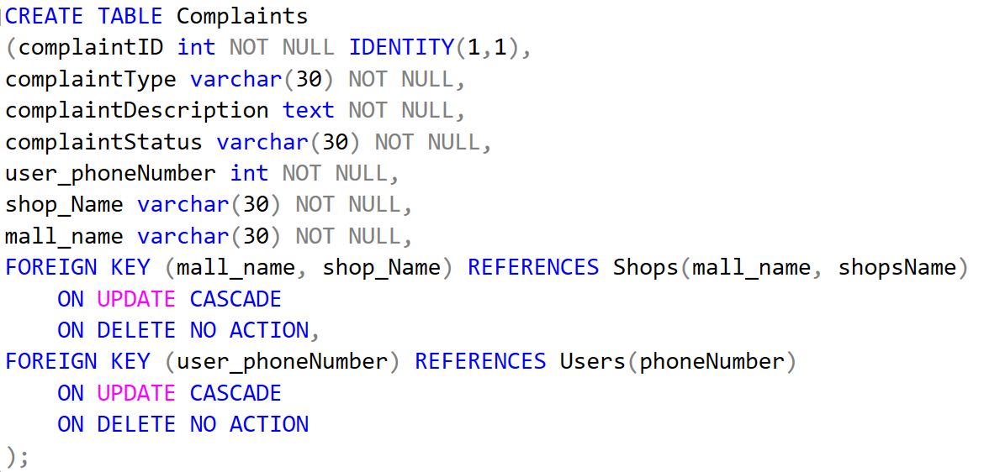 CREATE TABLE Complaints
(complaintID int NOT NULL IDENTITY(1,1),
complaintType varchar(30) NOT NULL,
complaintDescription text NOT NULL,
complaintStatus varchar(30) NOT NULL,
user_phoneNumber int NOT NULL,
shop_Name varchar(30) NOT NULL,
mall_name varchar(30) NOT NULL,
FOREIGN KEY (mall_name, shop_Name) REFERENCES Shops(mall_name, shopsName)
    ON UPDATE CASCADE
    ON DELETE NO ACTION,
FOREIGN KEY (user_phoneNumber) REFERENCES Users(phoneNumber)
    ON UPDATE CASCADE
    ON DELETE NO ACTION
);